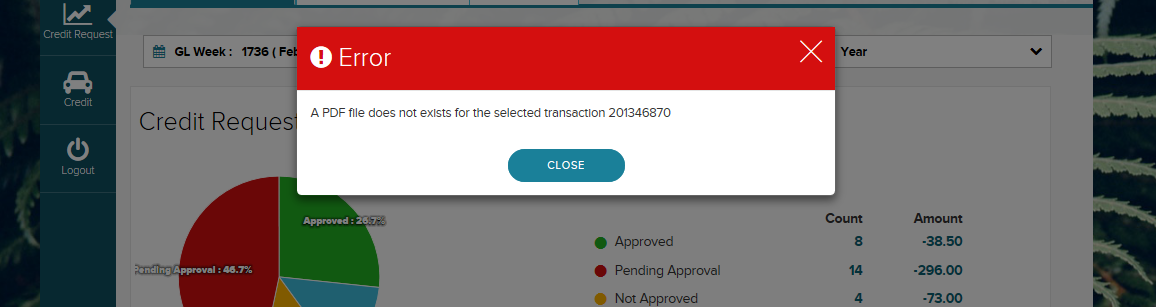 Credit Request
Credit
Logout
GL Week : 1736 ( Feb
Year
Error
A PDF file does not exists for the selected transaction 201346870
CLOSE
Credit Request
Approved : 26.7%
Pending Approval : 46.7%
Count Amount
Approved 8 -38.50
Pending Approval 14 -296.00
Not Approved 4 -73.00